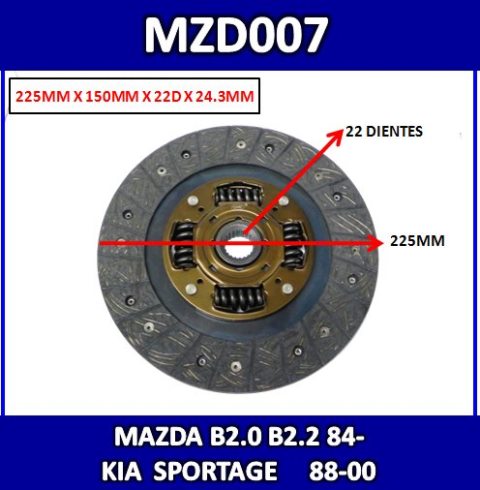 MZD007
225MM X 150MM X 22D X 24.3MM
22 DIENTES
225MM
MAZDA B2.0 B2.2 84-
KIA SPORTAGE 88-00